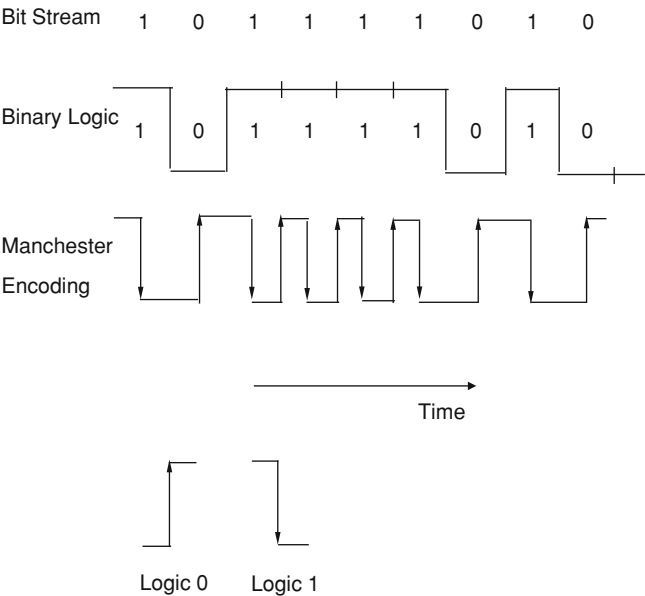 Bit Stream 1 0 1 1 1 1 0 1 0
Binary Logic 1 0 1 1 1 1 0 1 0
Manchester
Encoding
Time
Logic 0 Logic 1